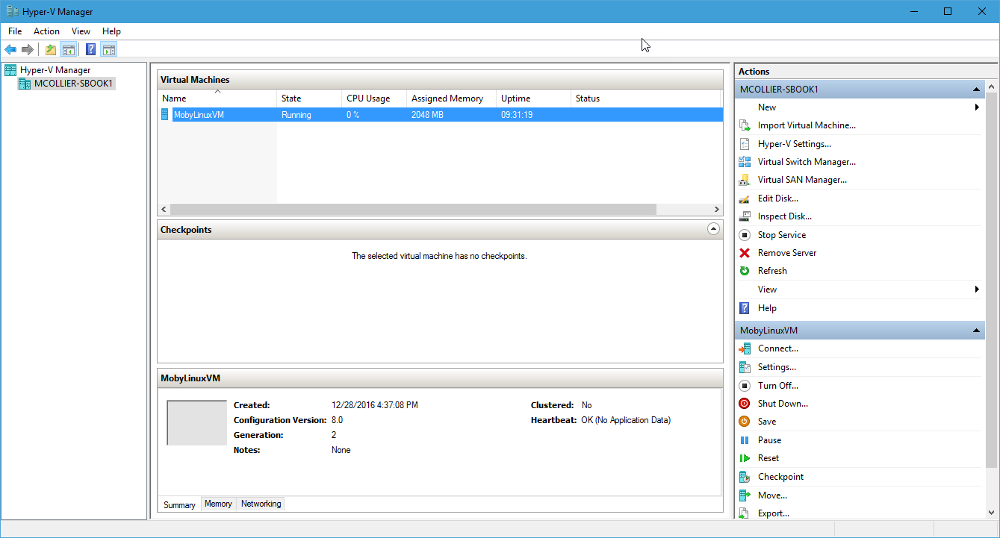 Hyper-V Manager
File Action View Help
Hyper-V Manager
MCOLLIER-SBOOK1
Virtual Machines
Name State CPU Usage Assigned Memory Uptime Status
MobyLinuxVM Running 0 % 2048 MB 09:31:19
Checkpoints
The selected virtual machine has no checkpoints.
MobyLinuxVM
Created: 12/28/2016 4:37:08 PM Clustered: No
Configuration Version: 8.0 Heartbeat: OK (No Application Data)
Generation: 2
Notes: None
Summary Memory Networking
Actions
MCOLLIER-SBOOK1
New
Import Virtual Machine...
Hyper-V Settings...
Virtual Switch Manager...
Virtual SAN Manager...
Edit Disk...
Inspect Disk...
Stop Service
Remove Server
Refresh
View
Help
MobyLinuxVM
Connect...
Settings...
Turn Off...
Shut Down...
Save
Pause
Reset
Checkpoint
Move...
Export...